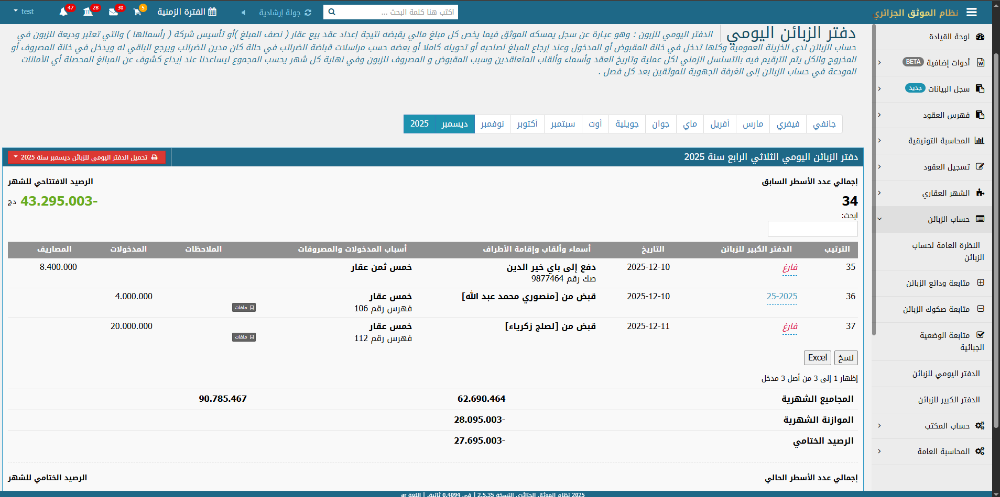 نظام الموثق الجزائري
اكتب هنا كلمة البحث ...
جولة إرشادية
الفترة الزمنية
5
30
28
47
test
لوحة القيادة
أدوات إضافية BETA
سجل البيانات جديد
فهرس العقود
المحاسبة التوثيقية
تسجيل العقود
الشهر العقاري
حساب الزبائن
النظرة العامة لحساب
الزبائن
متابعة ودائع الزبائن
متابعة صكوك الزبائن
متابعة الوضعية
الجبائية
الدفتر اليومي للزبائن
الدفتر الكبير للزبائن
حساب المكتب
المحاسبة العامة
دفتر الزبائن اليومي الدفتر اليومي للزبون : وهو عبارة عن سجل يمسكه الموثق فيما يخص كل مبلغ مالي يقبضه نتيجة إعداد عقد بيع عقار ( نصف المبلغ )أو تأسيس شركة ( رأسمالها ) والتي تعتبر وديعة للزبون في
حساب الزبائن لدى الخزينة العمومية وكلها تدخل في خانة المقبوض أو المدخول وعند إرجاع المبلغ لصاحبه أو تحويله كاملا أو بعضه حسب مراسلات قباضة الضرائب في حالة كان مدين للضرائب ويرجع الباقي له ويدخل في خانة المصروف أو
المخروج والكل يتم الترقيم فيه بالتسلسل الزمني لكل عملية وتاريخ العقد وأسماء وألقاب المتعاقدين وسبب المقبوض و المصروف للزبون وفي نهاية كل شهر يحسب المجموع ليساعدنا عند إيداع كشوف عن المبالغ المحصلة أي الأمانات
المودعة في حساب الزبائن إلى الغرفة الجهوية للموثقين بعد كل فصل .
جانفي فيفري مارس أفريل ماي جوان جويلية أوت سبتمبر أكتوبر نوفمبر ديسمبر 2025
دفتر الزبائن اليومي الثلاثي الرابع سنة 2025
تحميل الدفتر اليومي للزبائن ديسمبر سنة 2025
إجمالي عدد الأسطر السابق
34
الرصيد الافتتاحي للشهر
-43.295.003 دج
ابحث:
الترتيب الدفتر الكبير للزبائن التاريخ أسماء وألقاب وإقامة الأطراف أسباب المدخولات والمصروفات الملاحظات المدخولات المصاريف
35 فارغ 2025-12-10 دفع إلى باي خير الدين خمس ثمن عقار 8.400.000
صك رقم 9877464
36 25-2025 2025-12-10 قبض من [منصوري محمد عبد الله] خمس عقار 4.000.000
فهرس رقم 106 ملفات
37 فارغ 2025-12-11 قبض من [لصلج زكرياء] خمس عقار 20.000.000
فهرس رقم 112 ملفات
نسخ Excel
إظهار 1 إلى 3 من أصل 3 مدخل
المجاميع الشهرية 62.690.464 90.785.467
الموازنة الشهرية -28.095.003
الرصيد الختامي -27.695.003
إجمالي عدد الأسطر الحالي
الرصيد الختامي للشهر
2025 نظام الموثق الجزائري النسخة 2.5.35 | في 0.4094 ثانية. | اللغة ar